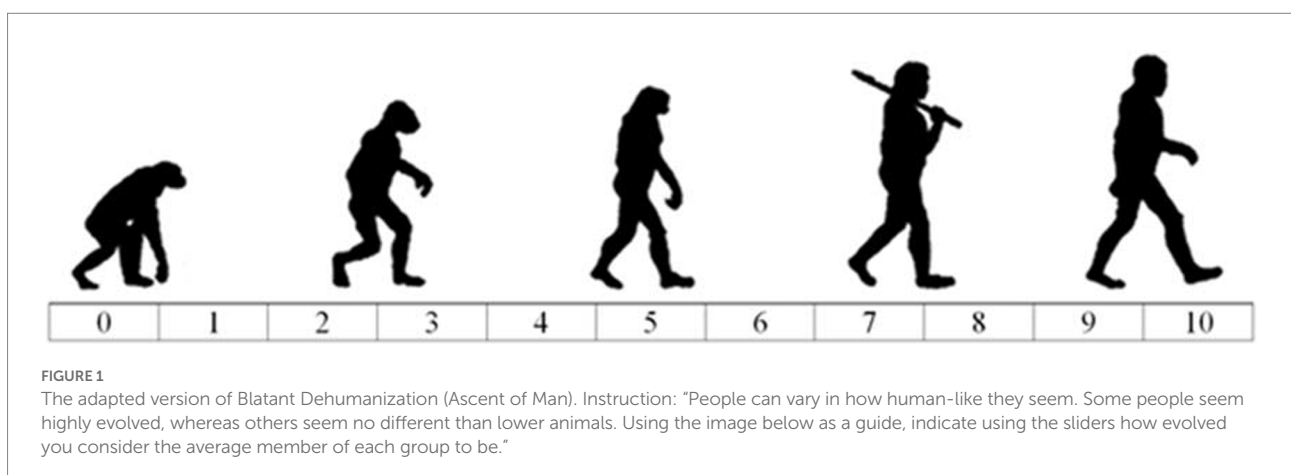 0 1 2 3 4 5 6 7 8 9 10
FIGURE 1
The adapted version of Blatant Dehumanization (Ascent of Man). Instruction: “People can vary in how human-like they seem. Some people seem
highly evolved, whereas others seem no different than lower animals. Using the image below as a guide, indicate using the sliders how evolved
you consider the average member of each group to be.”